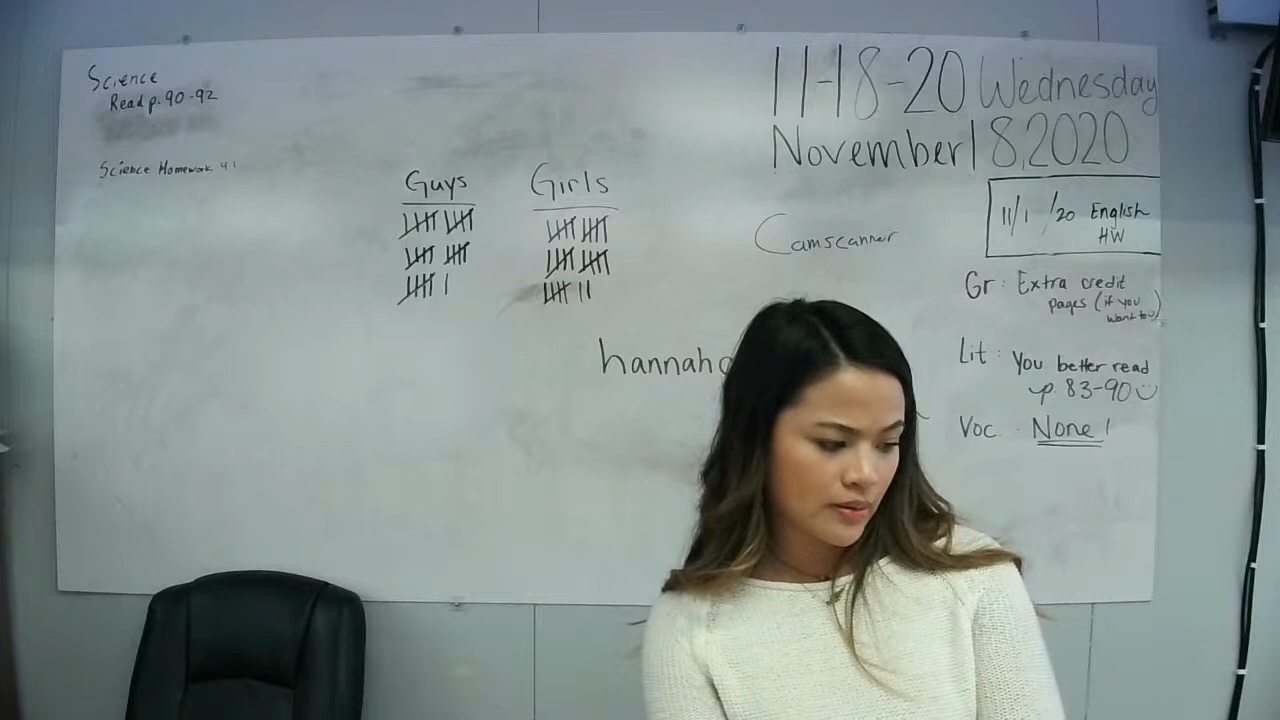 Science
Read p. 90-92
Science Homework 4.1
Guys
Girls
11-18-20 Wednesday
November 18, 2020
Camscanner
11/1 /20 English
HW
Gr: Extra credit
pages (if you
want to)
hannah
Lit: You better read
p. 83-90
Voc. None!